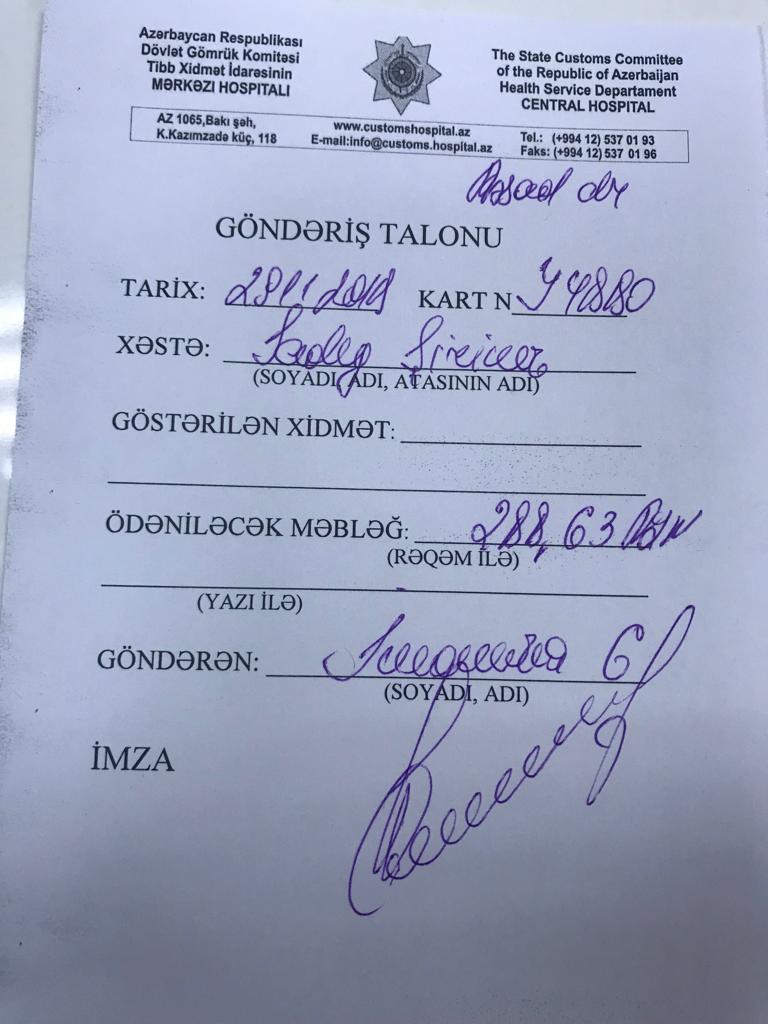 Azərbaycan Respuplikası
Dövlət Gömrük Komitəsi
Tibb Xidmət İdarəsinin
MƏRKƏZİ HOSPITALI
The State Customs Committee
of the Republic of Azerbaijan
Health Service Departament
CENTRAL HOSPITAL
AZ 1065,Bakı şəh,
K.Kazımzadə küç, 118
www.customshospital.az
E-mail:info@customs.hospital.az
Tel.: (+994 12) 537 01 93
Faks: (+994 12) 537 01 96
GÖNDƏRİŞ TALONU
TARİX: KART N
XƏSTƏ:
(SOYADI, ADI, ATASININ ADI)
GÖSTƏRİLƏN XİDMƏT:
ÖDƏNİLƏCƏK MƏBLƏĞ: 288,63 AZN
(RƏQƏM İLƏ)
(YAZI İLƏ)
GÖNDƏRƏN:
(SOYADI, ADI)
İMZA